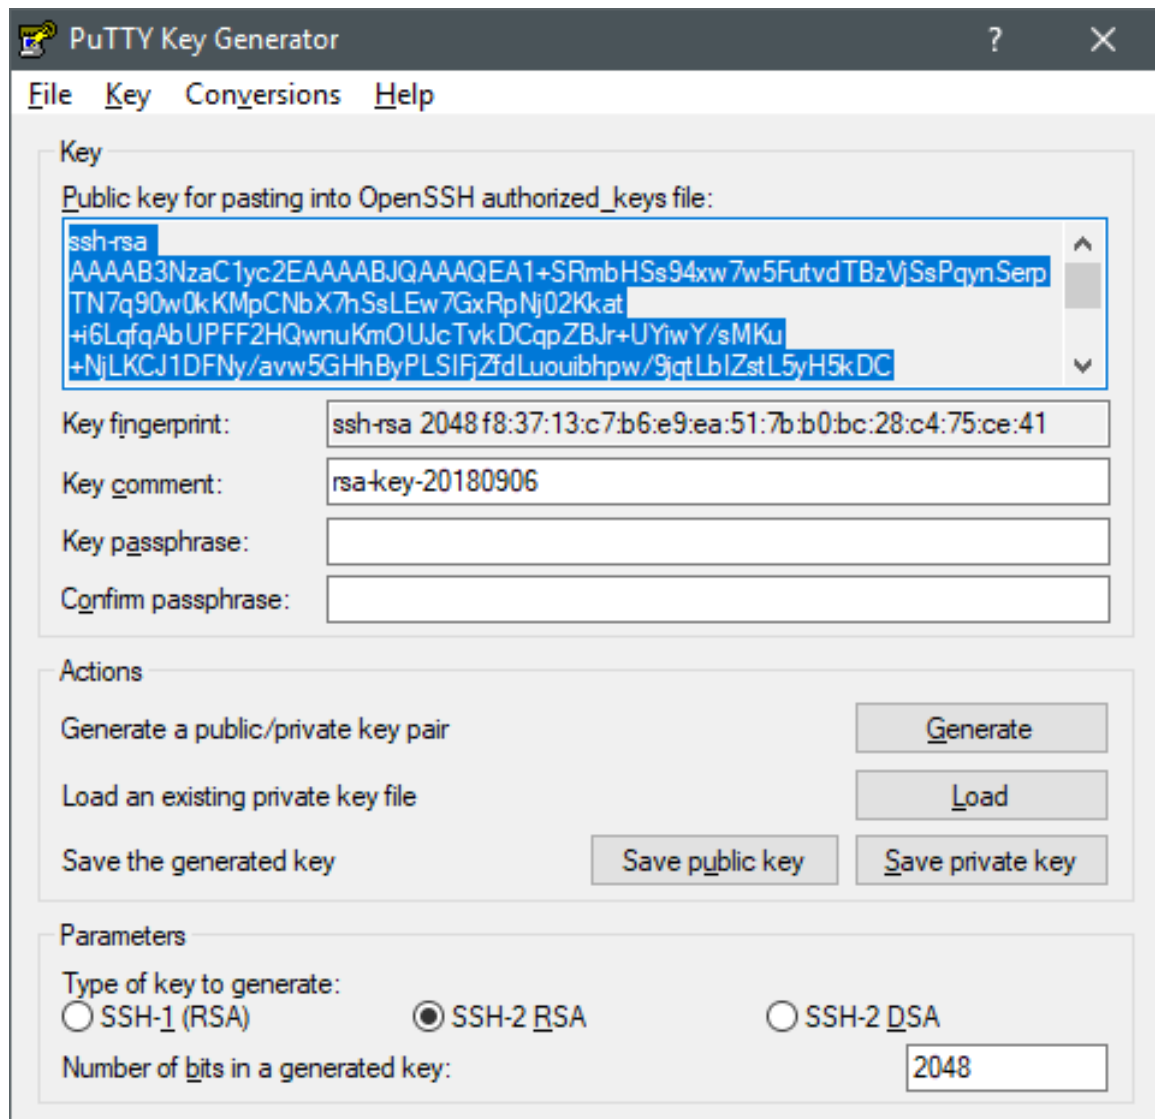 PuTTY Key Generator
?
File Key Conversions Help
Key
Public key for pasting into OpenSSH authorized_keys file:
ssh-rsa
AAAAB3NzaC1yc2EAAAABJQAAAQEA1+SRmbHSs94xw7w5FutvdTBzVjSsPqynSerp
TN7q90w0kKMpCNbX7hSsLEw7GxRpNj02Kkat
+i6LqfqAbUPFF2HQwnuKmOUJcTvkDCqpZBJr+UYiwY/sMKu
+NjLKCJ1DFNy/avw5GHhByPLSIFjZfdLuouibhpw/9jqtLbIZstL5yH5kDC
Key fingerprint: ssh-rsa 2048 f8:37:13:c7:b6:e9:ea:51:7b:b0:bc:28:c4:75:ce:41
Key comment: rsa-key-20180906
Key passphrase:
Confirm passphrase:
Actions
Generate a public/private key pair Generate
Load an existing private key file Load
Save the generated key Save public key Save private key
Parameters
Type of key to generate:
SSH-1 (RSA) SSH-2 RSA SSH-2 DSA
Number of bits in a generated key: 2048